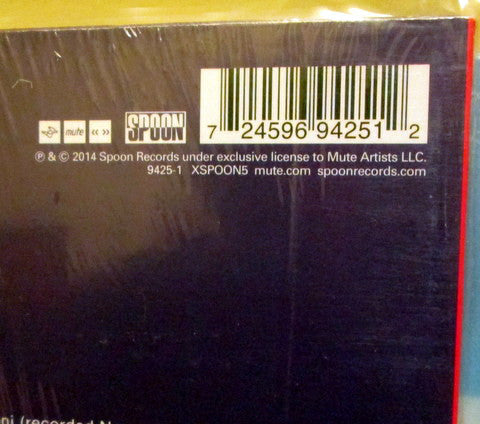 mute « » SPOON
7 24596 94251 2
℗ & © 2014 Spoon Records under exclusive license to Mute Artists LLC.
9425-1 XSPOON5 mute.com spoonrecords.com
(recorded